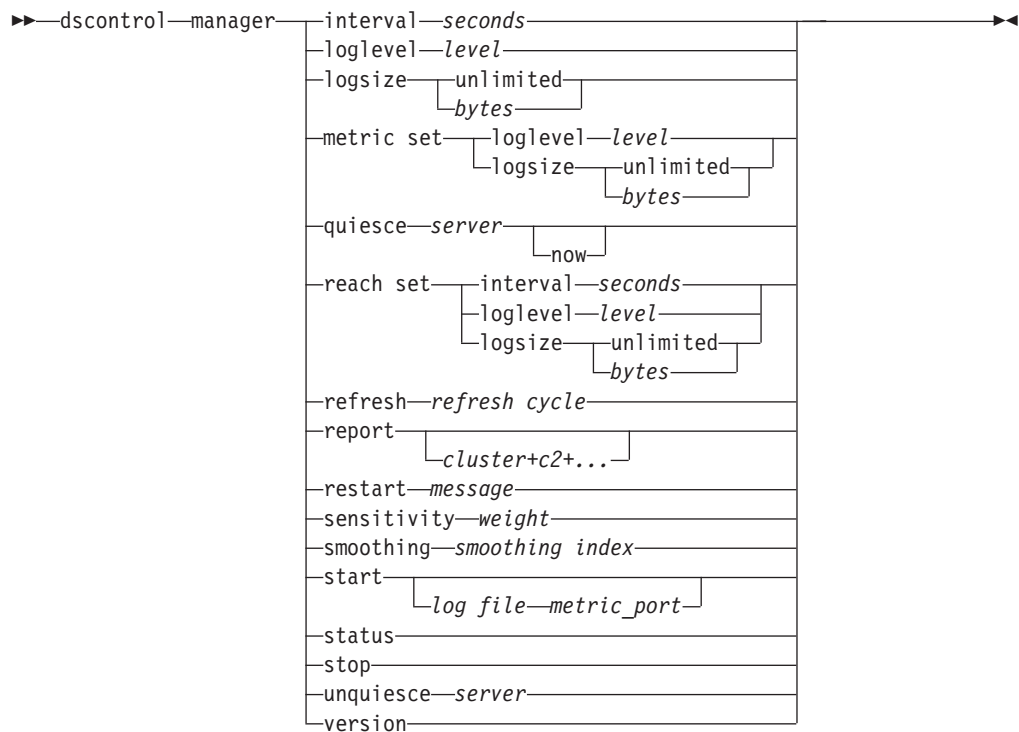 dscontrol manager interval seconds
loglevel level
logsize unlimited
bytes
metric set loglevel level
logsize unlimited
bytes
quiesce server
now
reach set interval seconds
loglevel level
logsize unlimited
bytes
refresh refresh cycle
report
cluster+c2+...
restart message
sensitivity weight
smoothing smoothing index
start
log file metric_port
status
stop
unquiesce server
version